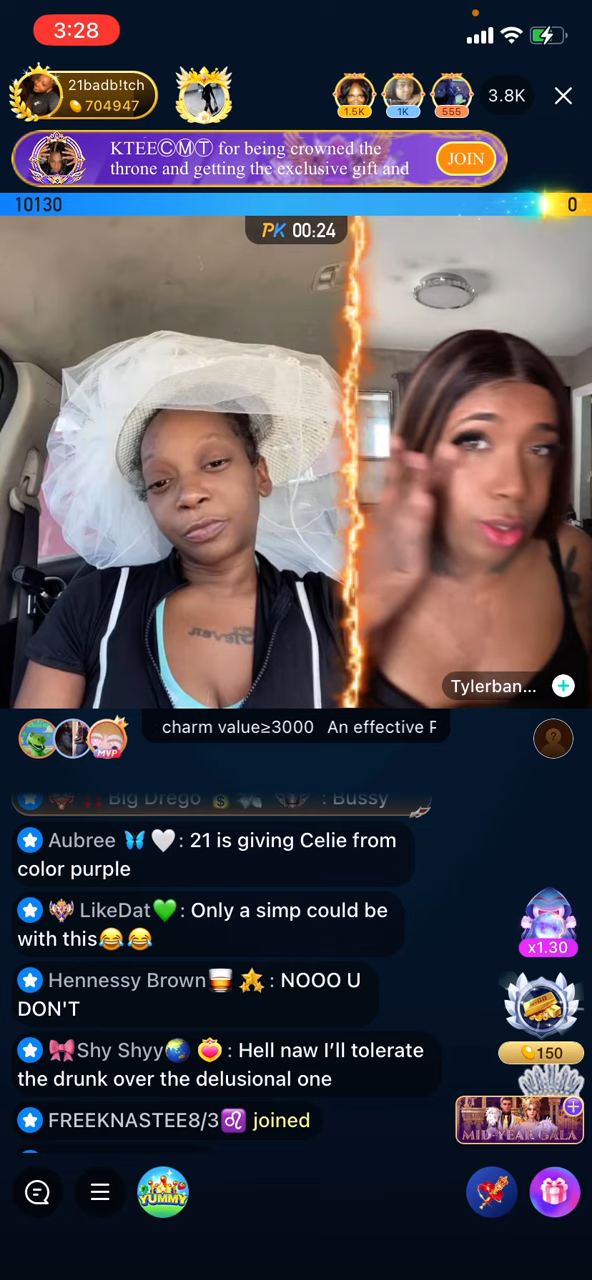 3:28
21badb!tch
704947
1.5K
1K
555
3.8K
KTEEⒸⓂⓉ for being crowned the
throne and getting the exclusive gift and
JOIN
10130
0
PK 00:24
Steven
Tylerban...
MVP
charm value≥3000 An effective P
Big Drego 💰 : Bussy
Aubree 🦋 🤍 : 21 is giving Celie from
color purple
LikeDat💚 : Only a simp could be
with this😂 😂
x1.30
Hennessy Brown🥃 ⭐ : NOOO U
DON'T
🎀Shy Shyy🌏 : Hell naw I'll tolerate
the drunk over the delusional one
150
FREEKNASTEE8/3♌ joined
MID-YEAR GALA
YUMMY